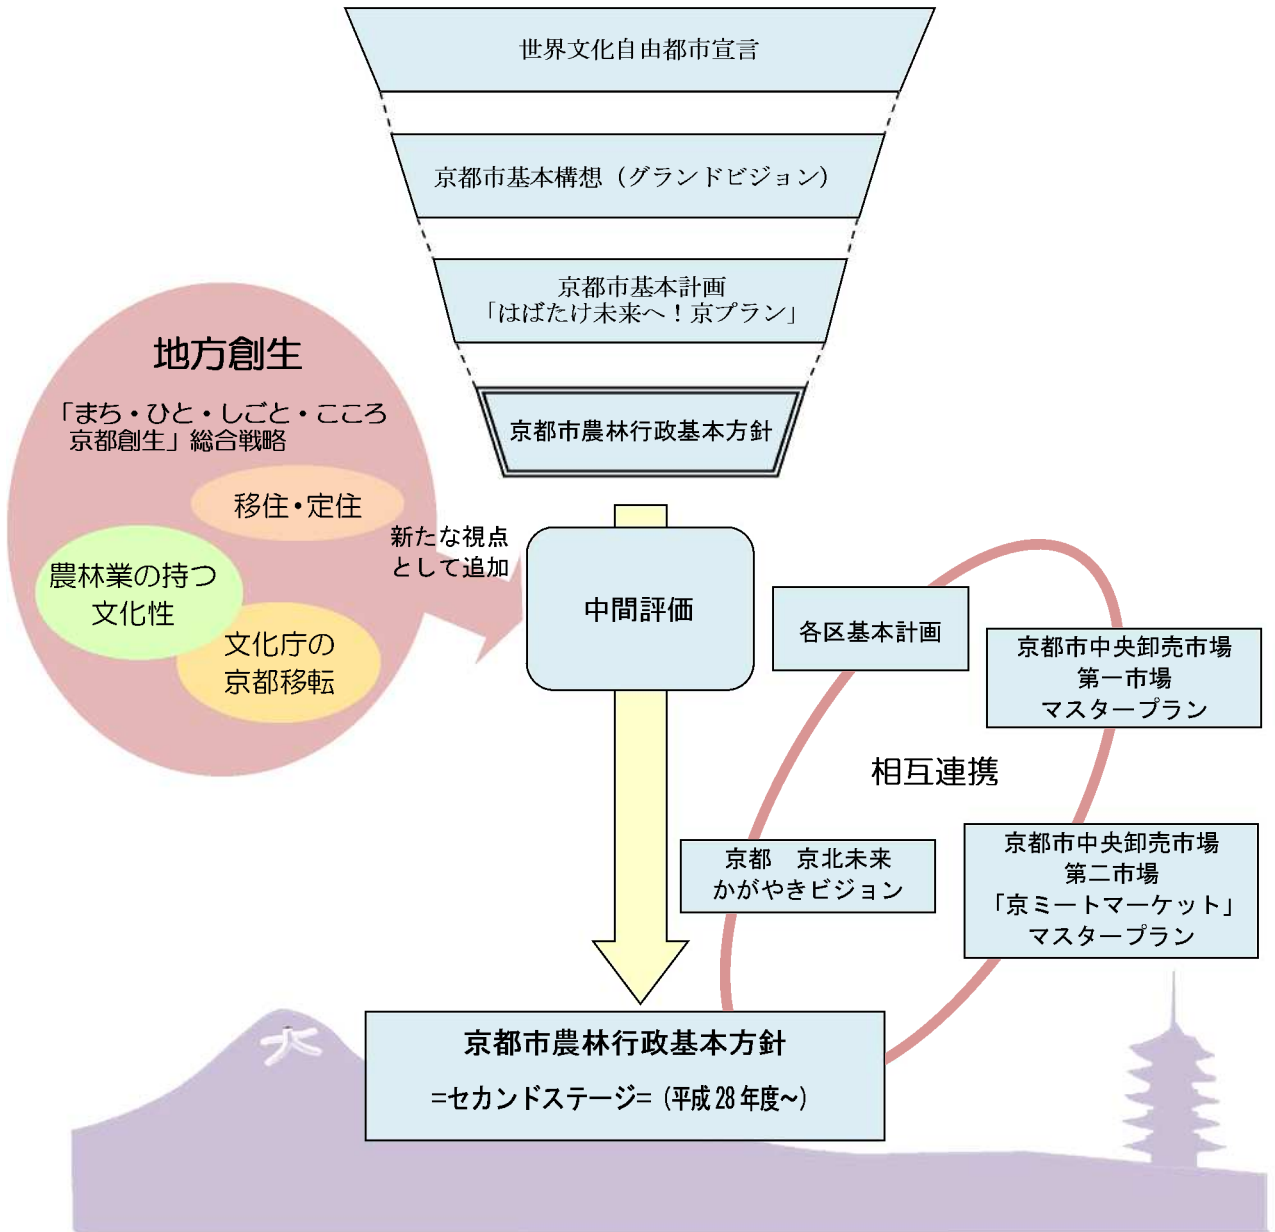 世界文化自由都市宣言
京都市基本構想（グランドビジョン）
京都市基本計画
「はばたけ未来へ！京プラン」
京都市農林行政基本方針
地方創生
「まち・ひと・しごと・こころ
京都創生」総合戦略
移住・定住
農林業の持つ
文化性
文化庁の
京都移転
新たな視点
として追加
中間評価
各区基本計画
京都市中央卸売市場
第一市場
マスタープラン
相互連携
京都　京北未来
かがやきビジョン
京都市中央卸売市場
第二市場
「京ミートマーケット」
マスタープラン
京都市農林行政基本方針
=セカンドステージ=（平成28年度～）
大